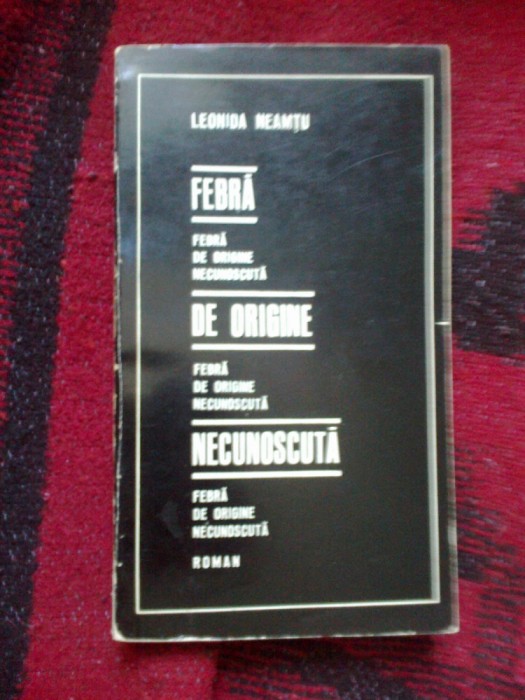 LEONIDA NEAMȚU
FEBRĂ
FEBRĂ
DE ORIGINE
NECUNOSCUTĂ
DE ORIGINE
FEBRĂ
DE ORIGINE
NECUNOSCUTĂ
NECUNOSCUTĂ
FEBRĂ
DE ORIGINE
NECUNOSCUTĂ
ROMAN